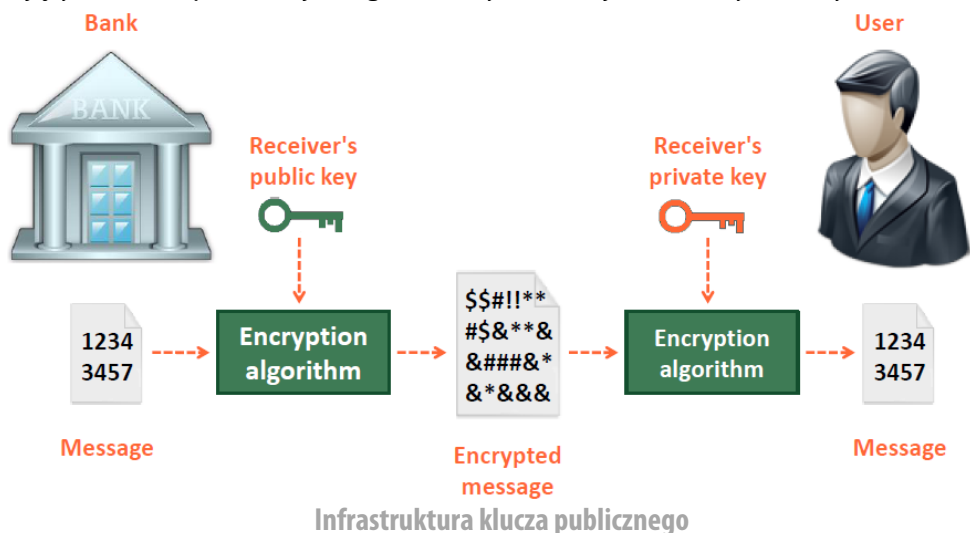 Bank
User
BANK
Receiver's
public key
Receiver's
private key
1234
3457
Encryption
algorithm
$$#!!**
#$&**&
&###&*
&*&&&
Encryption
algorithm
1234
3457
Message
Encrypted
message
Message
Infrastruktura klucza publicznego